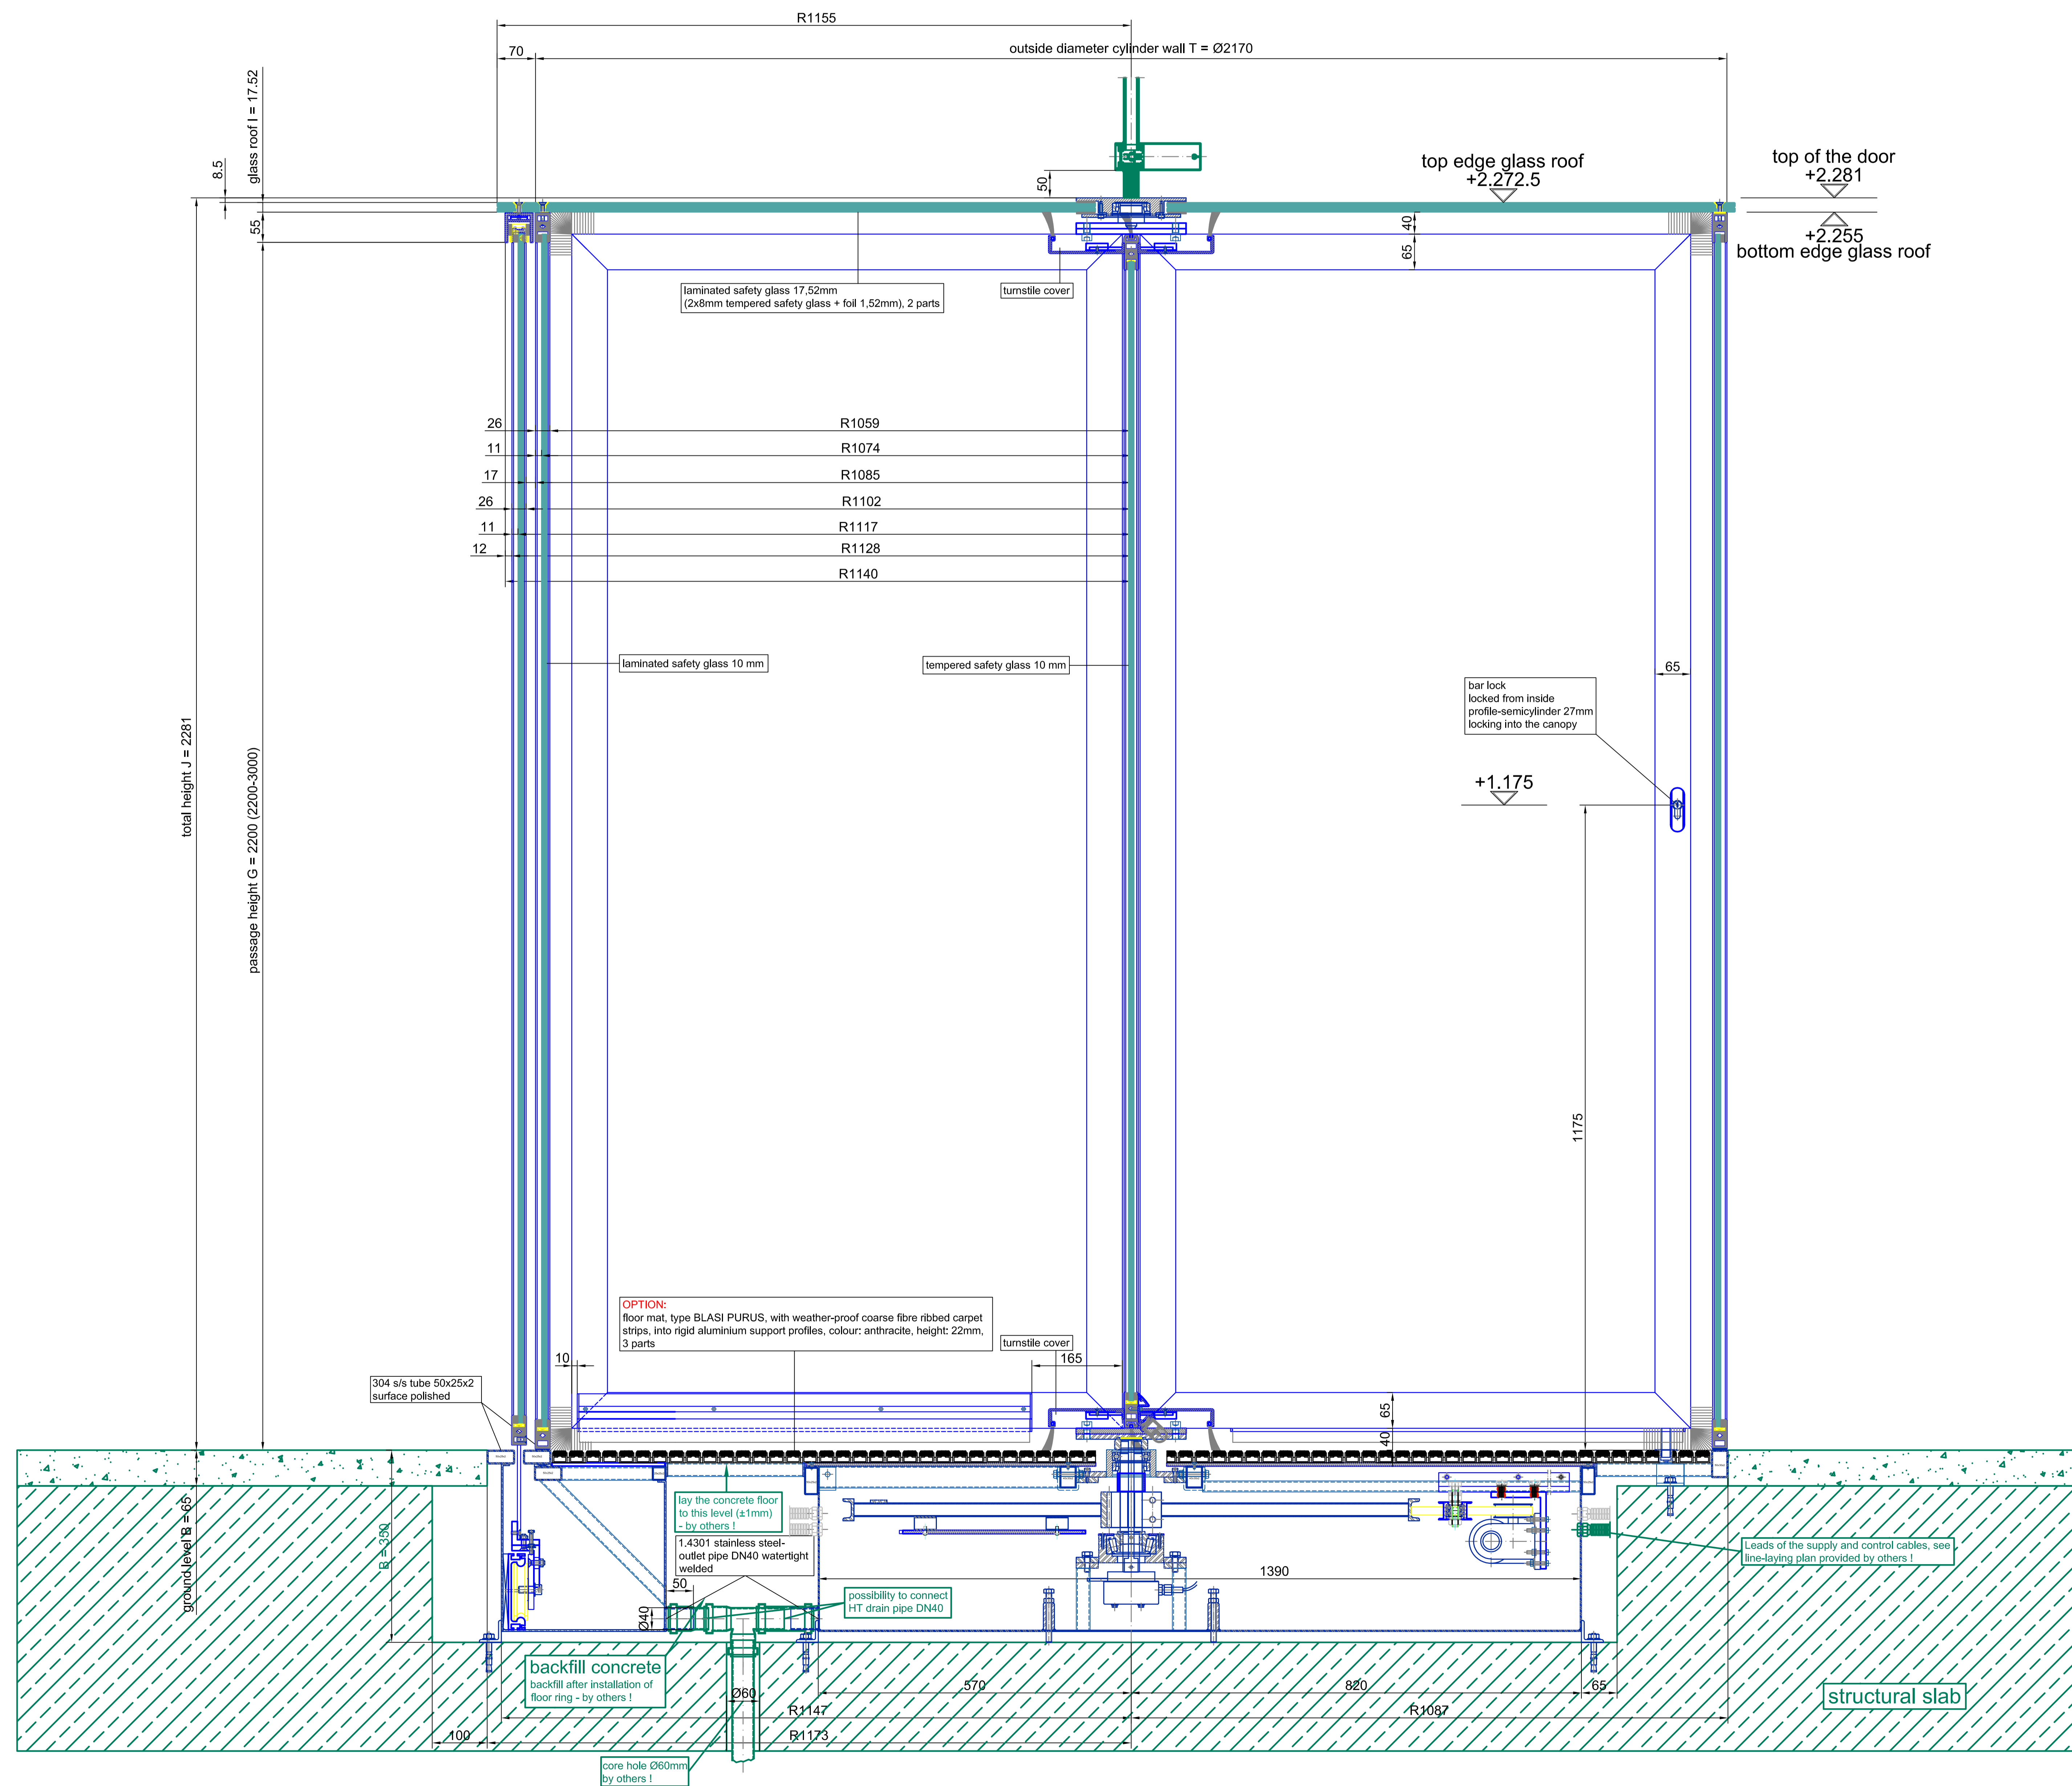 R1155
70
outside diameter cylinder wall T = Ø2170
glass roof I = 17.52
8.5
55
50
top edge glass roof
+2.272.5
top of the door
+2.281
+2.255
bottom edge glass roof
40
65
laminated safety glass 17,52mm
(2x8mm tempered safety glass + foil 1,52mm), 2 parts
turnstile cover
26
R1059
11
R1074
17
R1085
26
R1102
11
R1117
12
R1128
R1140
laminated safety glass 10 mm
tempered safety glass 10 mm
65
bar lock
locked from inside
profile-semicylinder 27mm
locking into the canopy
+1.175
total height J = 2281
passage height G = 2200 (2200-3000)
1175
OPTION:
floor mat, type BLASI PURUS, with weather-proof coarse fibre ribbed carpet
strips, into rigid aluminium support profiles, colour: anthracite, height: 22mm,
3 parts
turnstile cover
10
165
304 s/s tube 50x25x2
surface polished
65
40
ground level B = 65
B = 350
lay the concrete floor
to this level (±1mm)
- by others !
1.4301 stainless steel-
outlet pipe DN40 watertight
welded
50
Ø40
possibility to connect
HT drain pipe DN40
1390
Leads of the supply and control cables, see
line-laying plan provided by others !
backfill concrete
backfill after installation of
floor ring - by others !
Ø60
570
820
65
structural slab
R1147
R1087
100
R1173
core hole Ø60mm
by others !